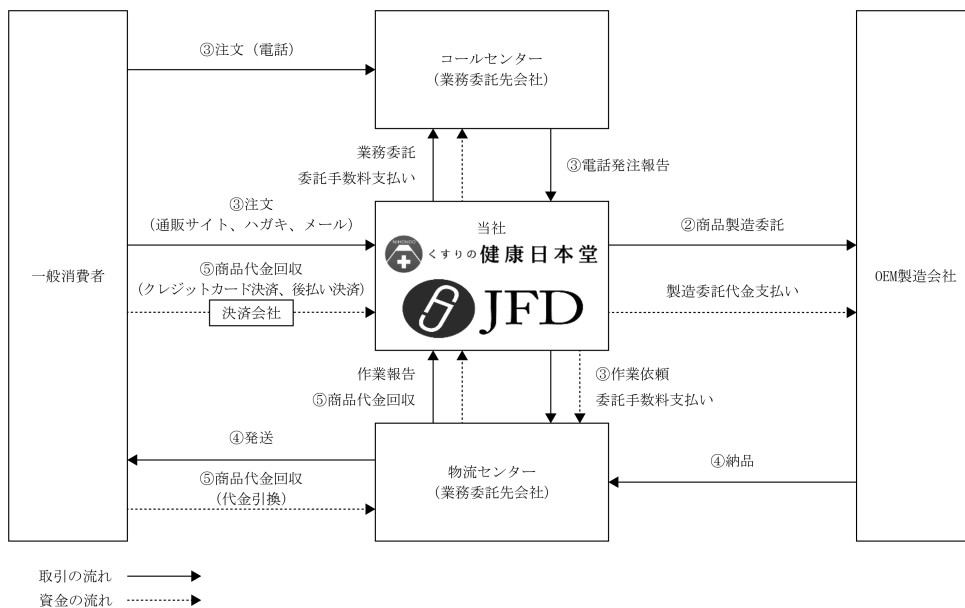 ③注文（電話）
コールセンター
（業務委託先会社）
業務委託
委託手数料支払い
③電話発注報告
③注文
（通販サイト、ハガキ、メール）
当社
NIHONDO
くすりの健康日本堂
JFD
②商品製造委託
一般消費者
⑤商品代金回収
（クレジットカード決済、後払い決済）
決済会社
製造委託代金支払い
OEM製造会社
作業報告
⑤商品代金回収
③作業依頼
委託手数料支払い
④発送
⑤商品代金回収
（代金引換）
物流センター
（業務委託先会社）
④納品
取引の流れ
資金の流れ